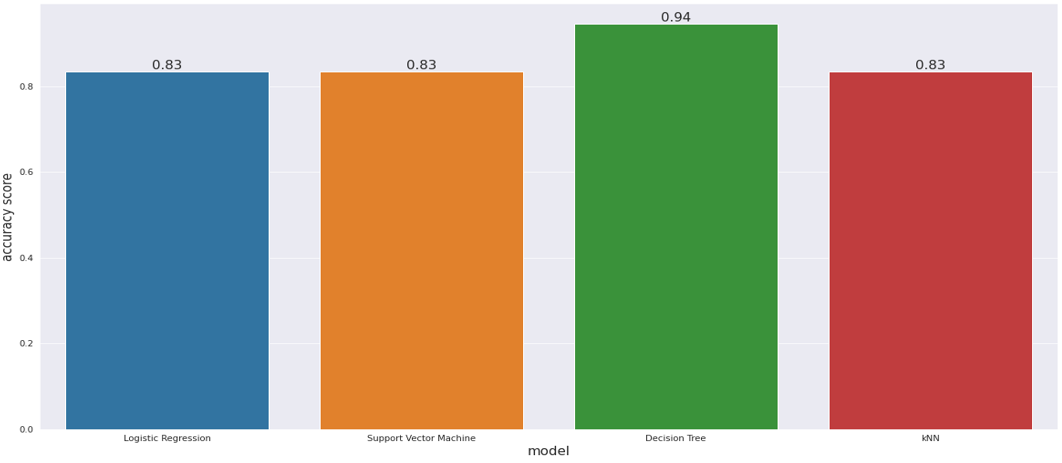 0.94
0.83
0.83
0.83
0.8
0.6
0.4
0.2
0.0
accuracy score
Logistic Regression
Support Vector Machine
Decision Tree
kNN
model